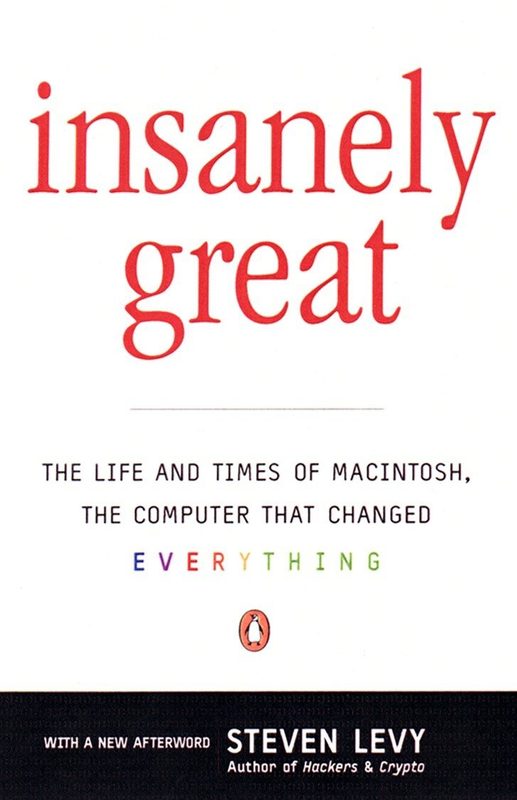 insanely
great
THE LIFE AND TIMES OF MACINTOSH,
THE COMPUTER THAT CHANGED
EVERYTHING
WITH A NEW AFTERWORD STEVEN LEVY
Author of Hackers & Crypto